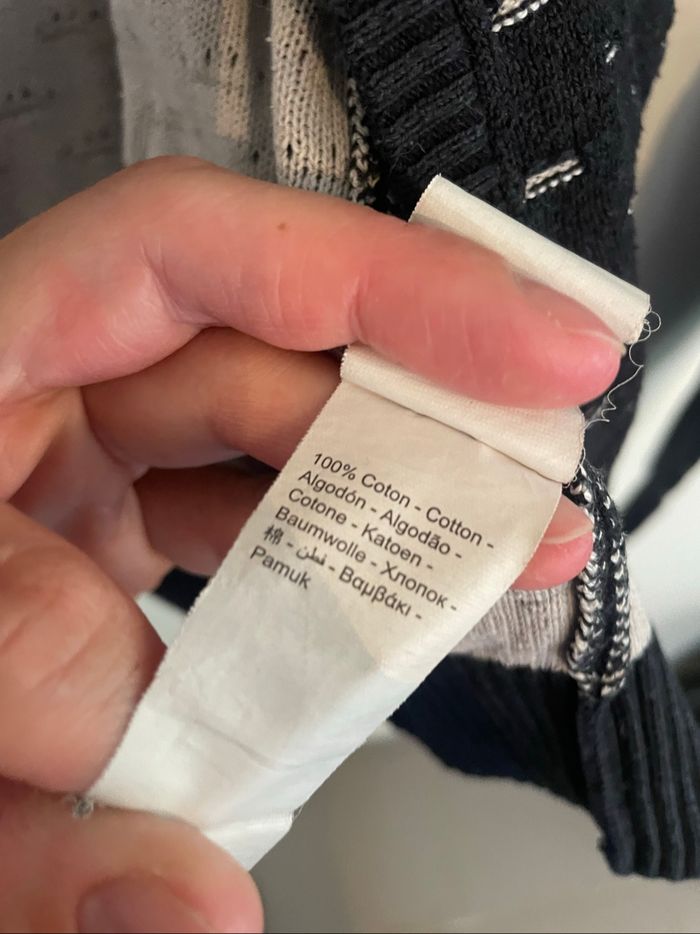 100% Coton - Cotton -
Algodón - Algodão -
Cotone - Katoen -
Baumwolle - Хлопок -
棉 - قطن - Βαμβάκι -
Pamuk